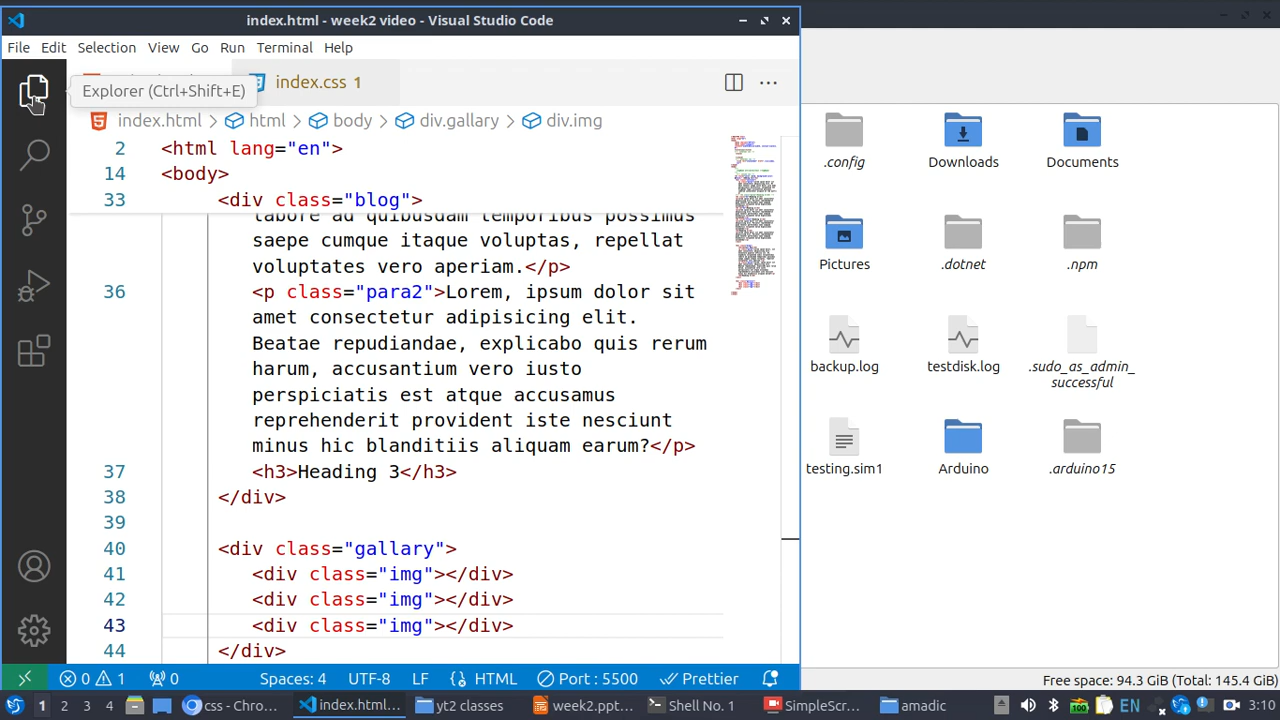 index.html - week2 video - Visual Studio Code
File Edit Selection View Go Run Terminal Help
Explorer (Ctrl+Shift+E)
index.css 1
index.html > html > body > div.gallary > div.img
2 <html lang="en">
14 <body>
33 <div class="blog">
labore ad quibusdam temporibus possimus
saepe cumque itaque voluptas, repellat
voluptates vero aperiam.</p>
36 <p class="para2">Lorem, ipsum dolor sit
amet consectetur adipisicing elit.
Beatae repudiandae, explicabo quis rerum
harum, accusantium vero iusto
perspiciatis est atque accusamus
reprehenderit provident iste nesciunt
minus hic blanditiis aliquam earum?</p>
37 <h3>Heading 3</h3>
38 </div>
39
40 <div class="gallary">
41 <div class="img"></div>
42 <div class="img"></div>
43 <div class="img"></div>
44 </div>
0 1 0 Spaces: 4 UTF-8 LF HTML Port : 5500 Prettier
.config Downloads Documents
Pictures .dotnet .npm
backup.log testdisk.log .sudo_as_admin_
successful
testing.sim1 Arduino .arduino15
Free space: 94.3 GiB (Total: 145.4 GiB)
1 2 3 4 css - Chro... index.html... yt2 classes week2.ppt... Shell No. 1 SimpleScr... amadic 100 EN 3:10